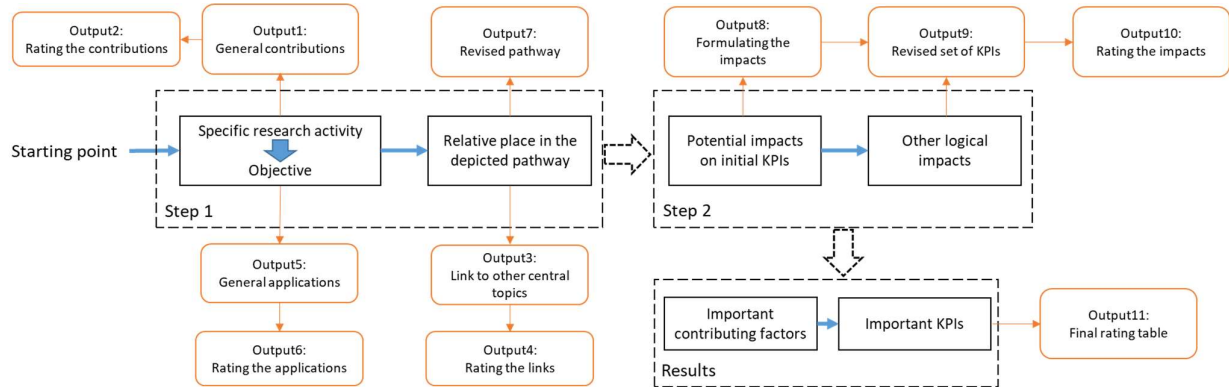 Output2:
Rating the contributions
Output1:
General contributions
Output7:
Revised pathway
Output8:
Formulating the
impacts
Output9:
Revised set of KPIs
Output10:
Rating the impacts
Starting point
Specific research activity
Objective
Relative place in the
depicted pathway
Step 1
Potential impacts
on initial KPIs
Other logical
impacts
Step 2
Output5:
General applications
Output3:
Link to other central
topics
Output6:
Rating the applications
Output4:
Rating the links
Important
contributing factors
Important KPIs
Results
Output11:
Final rating table